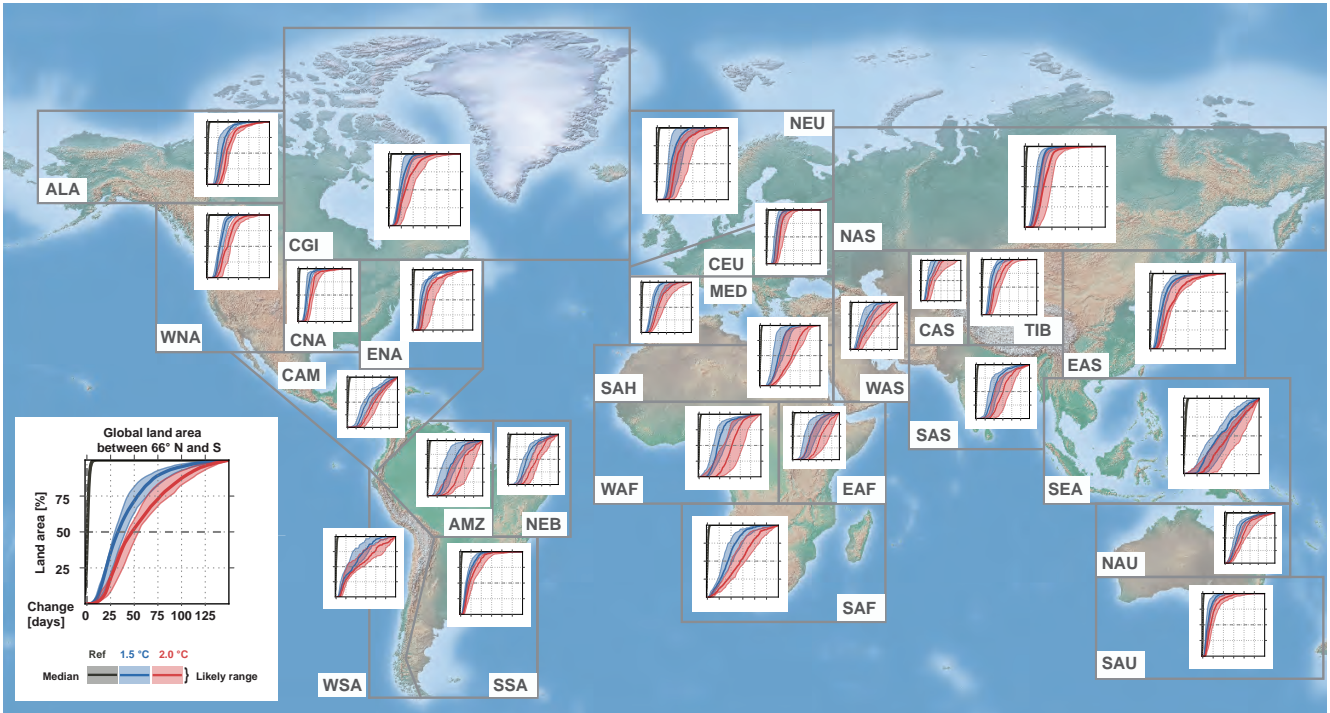 NEU
ALA
CGI
NAS
CEU
MED
WNA
CNA
ENA
CAS
TIB
EAS
CAM
SAH
WAS
SAS
WAF
EAF
SEA
AMZ
NEB
NAU
SAF
SAU
WSA
SSA
Global land area
between 66° N and S
Land area [%]
75
50
25
Change
[days]
0 25 50 75 100 125
Ref 1.5 °C 2.0 °C
Median } Likely range